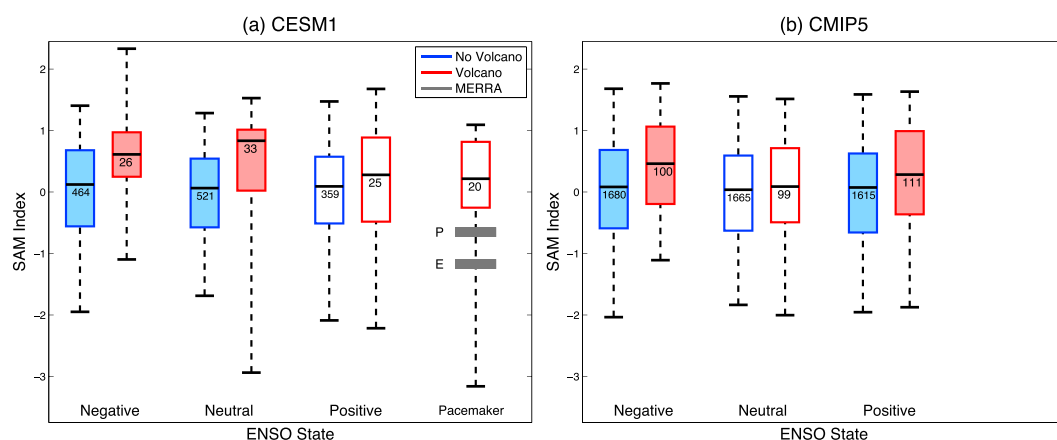 (a) CESM1
No Volcano
Volcano
MERRA
SAM Index
2
1
0
−1
−2
−3
464
26
521
33
359
25
20
P
E
Negative
Neutral
Positive
Pacemaker
ENSO State
(b) CMIP5
SAM Index
2
1
0
−1
−2
−3
1680
100
1665
99
1615
111
Negative
Neutral
Positive
ENSO State